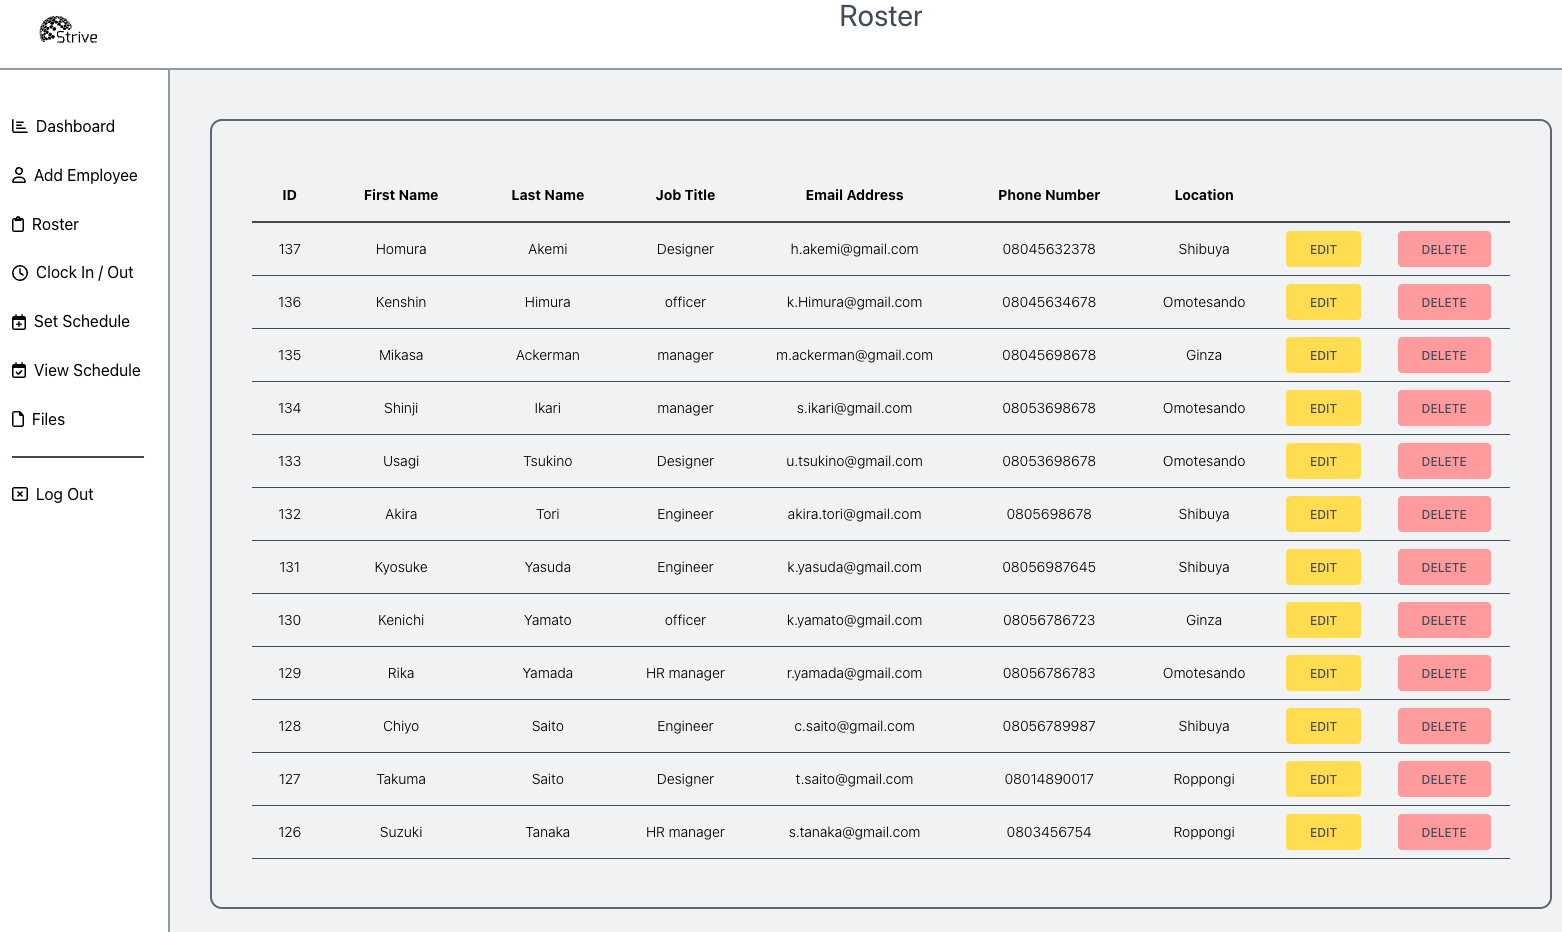 Strive
Roster
Dashboard
Add Employee
Roster
Clock In / Out
Set Schedule
View Schedule
Files
Log Out
ID First Name Last Name Job Title Email Address Phone Number Location
137 Homura Akemi Designer h.akemi@gmail.com 08045632378 Shibuya EDIT DELETE
136 Kenshin Himura officer k.Himura@gmail.com 08045634678 Omotesando EDIT DELETE
135 Mikasa Ackerman manager m.ackerman@gmail.com 08045698678 Ginza EDIT DELETE
134 Shinji Ikari manager s.ikari@gmail.com 08053698678 Omotesando EDIT DELETE
133 Usagi Tsukino Designer u.tsukino@gmail.com 08053698678 Omotesando EDIT DELETE
132 Akira Tori Engineer akira.tori@gmail.com 0805698678 Shibuya EDIT DELETE
131 Kyosuke Yasuda Engineer k.yasuda@gmail.com 08056987645 Shibuya EDIT DELETE
130 Kenichi Yamato officer k.yamato@gmail.com 08056786723 Ginza EDIT DELETE
129 Rika Yamada HR manager r.yamada@gmail.com 08056786783 Omotesando EDIT DELETE
128 Chiyo Saito Engineer c.saito@gmail.com 08056789987 Shibuya EDIT DELETE
127 Takuma Saito Designer t.saito@gmail.com 08014890017 Roppongi EDIT DELETE
126 Suzuki Tanaka HR manager s.tanaka@gmail.com 0803456754 Roppongi EDIT DELETE